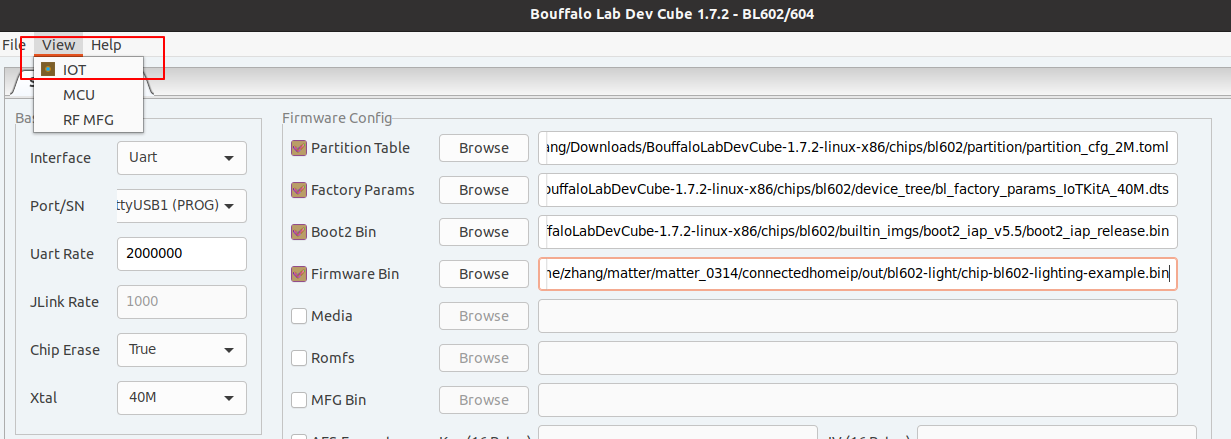 Bouffalo Lab Dev Cube 1.7.2 - BL602/604
File View Help
IOT
MCU
RF MFG
Firmware Config
Interface Uart
Port/SN ttyUSB1 (PROG)
Uart Rate 2000000
JLink Rate 1000
Chip Erase True
Xtal 40M
Partition Table Browse ang/Downloads/BouffaloLabDevCube-1.7.2-linux-x86/chips/bl602/partition/partition_cfg_2M.toml
Factory Params Browse ouffaloLabDevCube-1.7.2-linux-x86/chips/bl602/device_tree/bl_factory_params_IoTKitA_40M.dts
Boot2 Bin Browse ffaloLabDevCube-1.7.2-linux-x86/chips/bl602/builtin_imgs/boot2_iap_v5.5/boot2_iap_release.bin
Firmware Bin Browse ne/zhang/matter/matter_0314/connectedhomeip/out/bl602-light/chip-bl602-lighting-example.bin
Media Browse
Romfs Browse
MFG Bin Browse